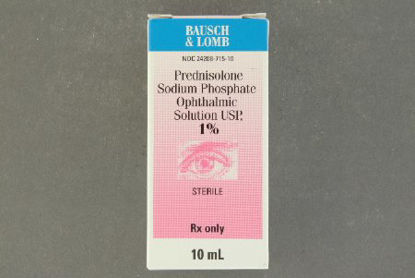 BAUSCH
& LOMB
NDC 24208-715-10
Prednisolone
Sodium Phosphate
Ophthalmic
Solution USP,
1%
STERILE
Rx only
10 mL